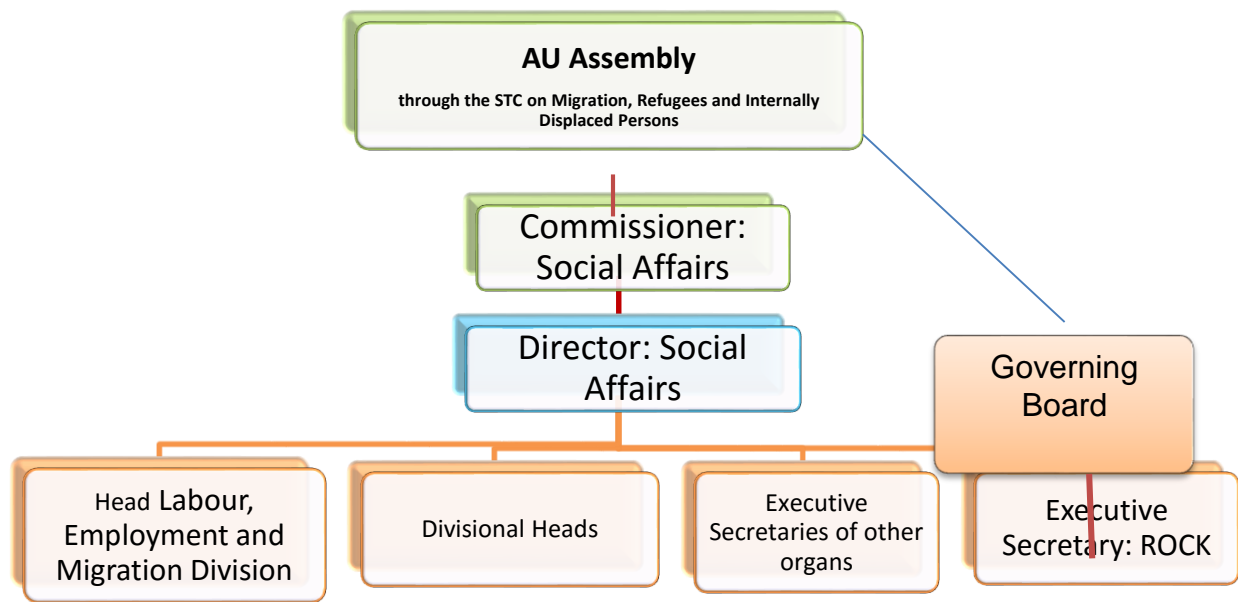 AU Assembly
through the STC on Migration, Refugees and Internally
Displaced Persons
Commissioner:
Social Affairs
Director: Social
Affairs
Governing
Board
Head Labour,
Employment and
Migration Division
Divisional Heads
Executive
Secretaries of other
organs
Executive
Secretary: ROCK